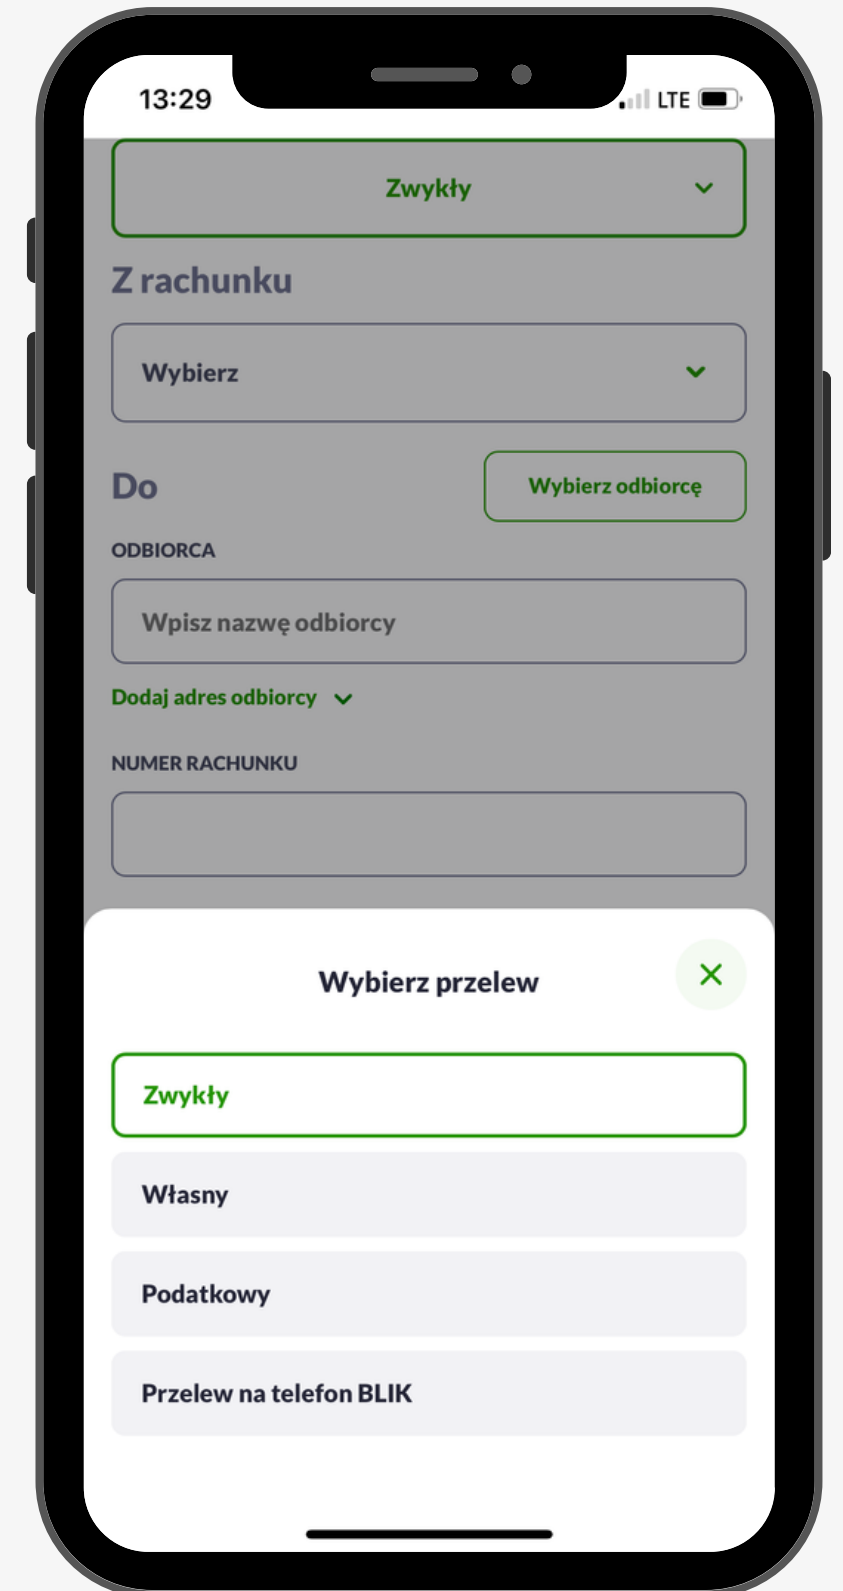 13:29 LTE
Zwykły
Z rachunku
Wybierz
Do
Wybierz odbiorcę
ODBIORCA
Wpisz nazwę odbiorcy
Dodaj adres odbiorcy
NUMER RACHUNKU
Wybierz przelew
Zwykły
Własny
Podatkowy
Przelew na telefon BLIK